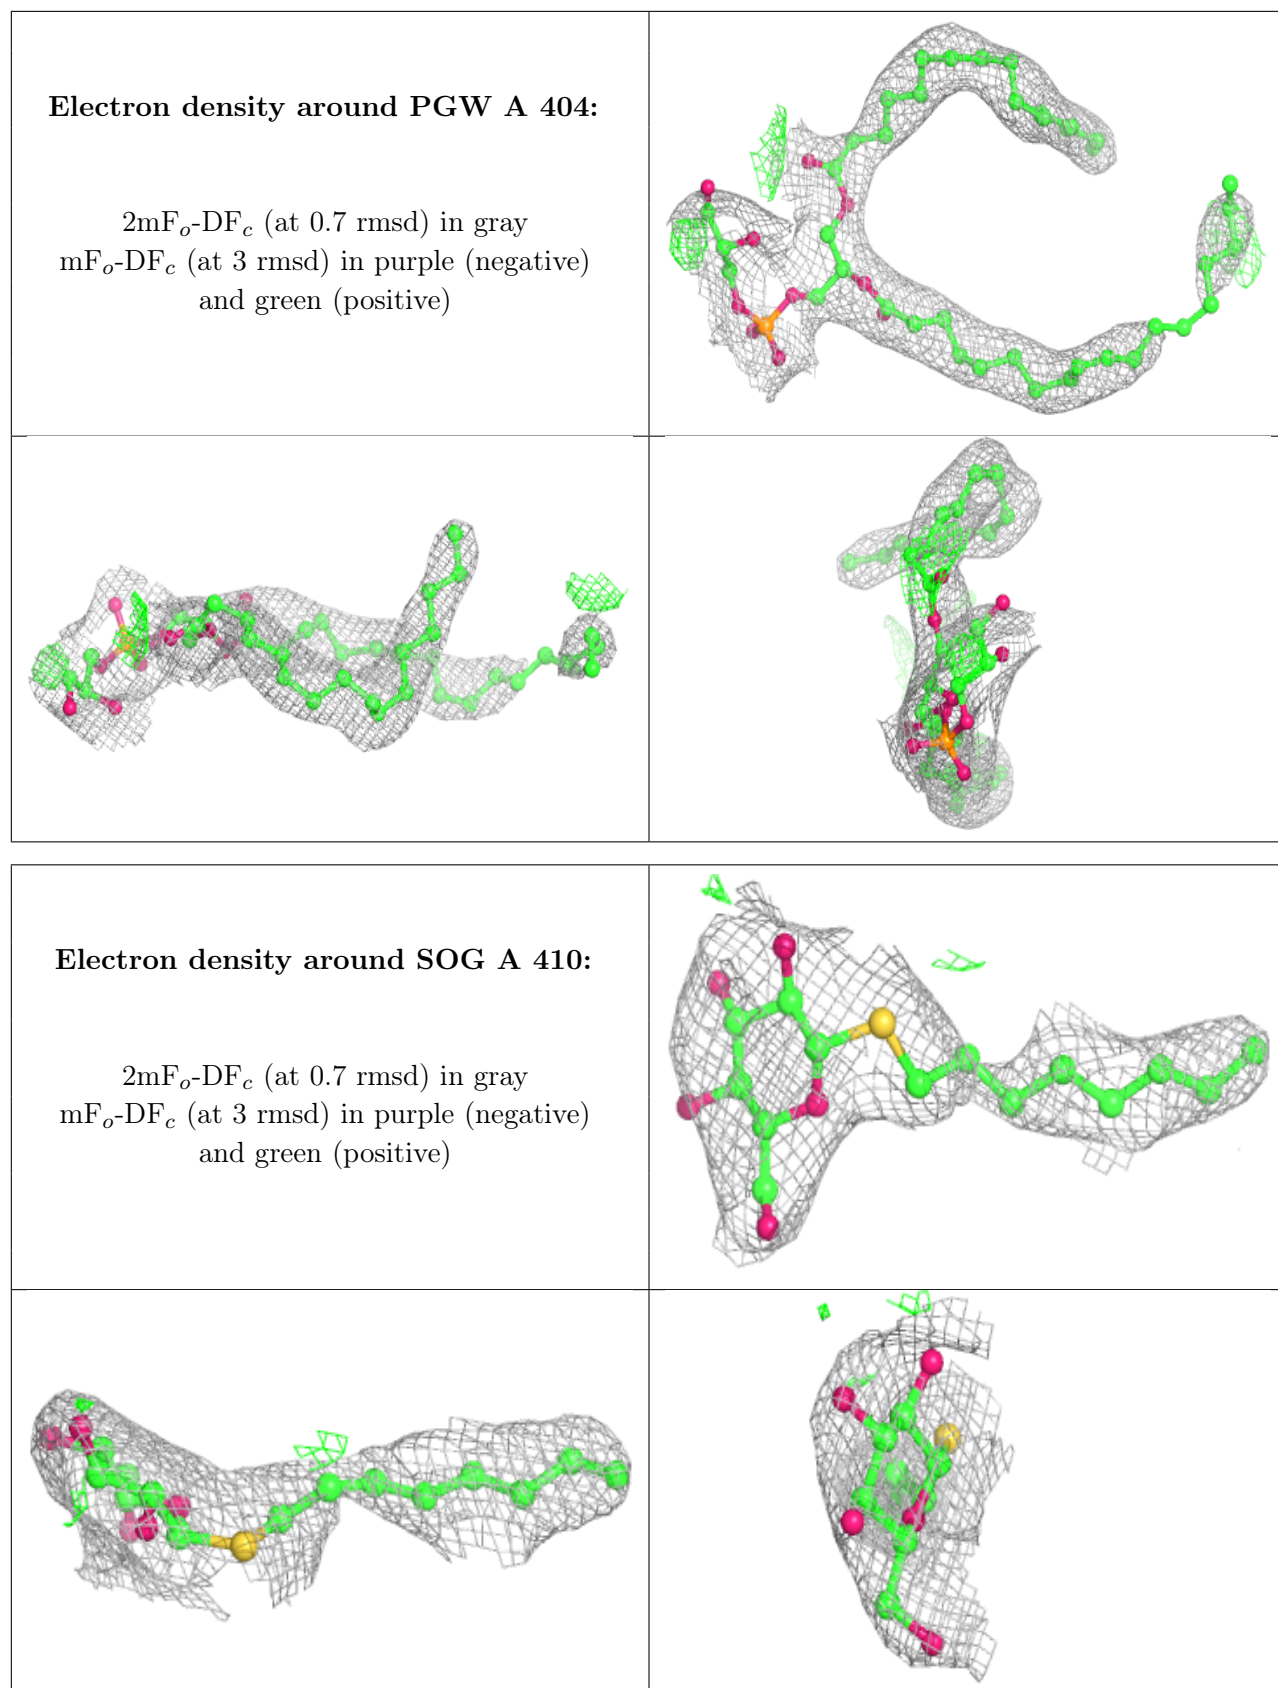 Electron density around PGW A 404:
2mFo-DFc (at 0.7 rmsd) in gray
mFo-DFc (at 3 rmsd) in purple (negative)
and green (positive)
Electron density around SOG A 410:
2mFo-DFc (at 0.7 rmsd) in gray
mFo-DFc (at 3 rmsd) in purple (negative)
and green (positive)